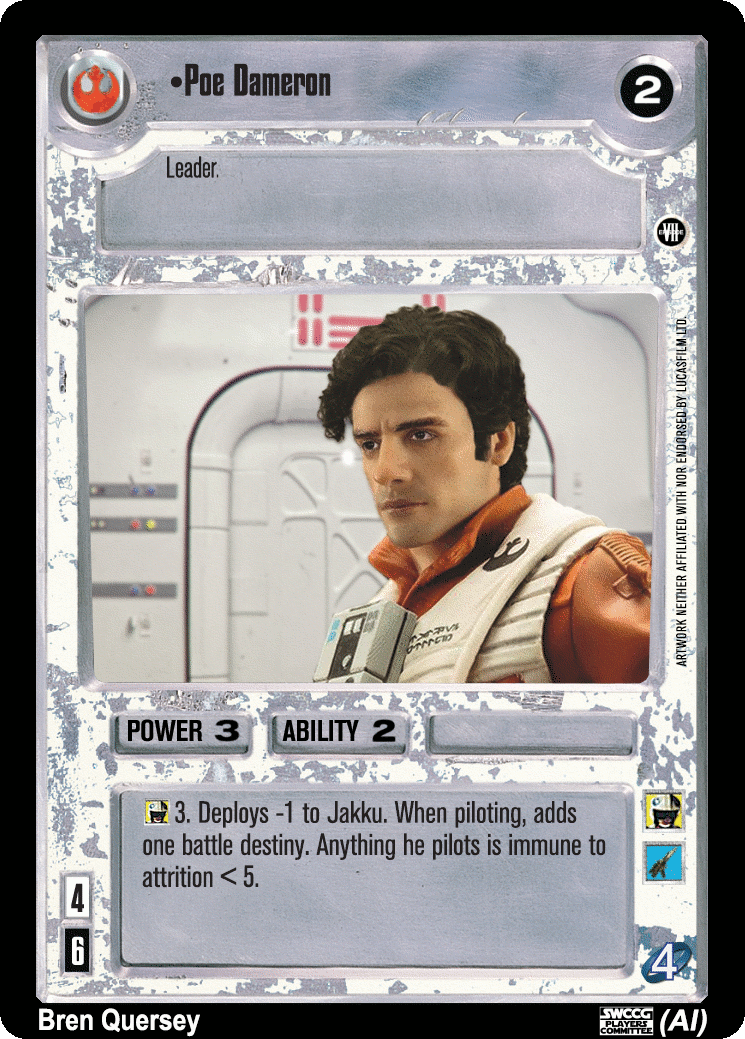 •Poe Dameron
2
Leader.
EPISODE
VII
ARTWORK NEITHER AFFILIATED WITH NOR ENDORSED BY LUCASFILM LTD.
POWER 3
ABILITY 2
3. Deploys -1 to Jakku. When piloting, adds
one battle destiny. Anything he pilots is immune to
attrition < 5.
4
6
4
Bren Quersey
SWCCG
PLAYERS
COMMITTEE
(AI)